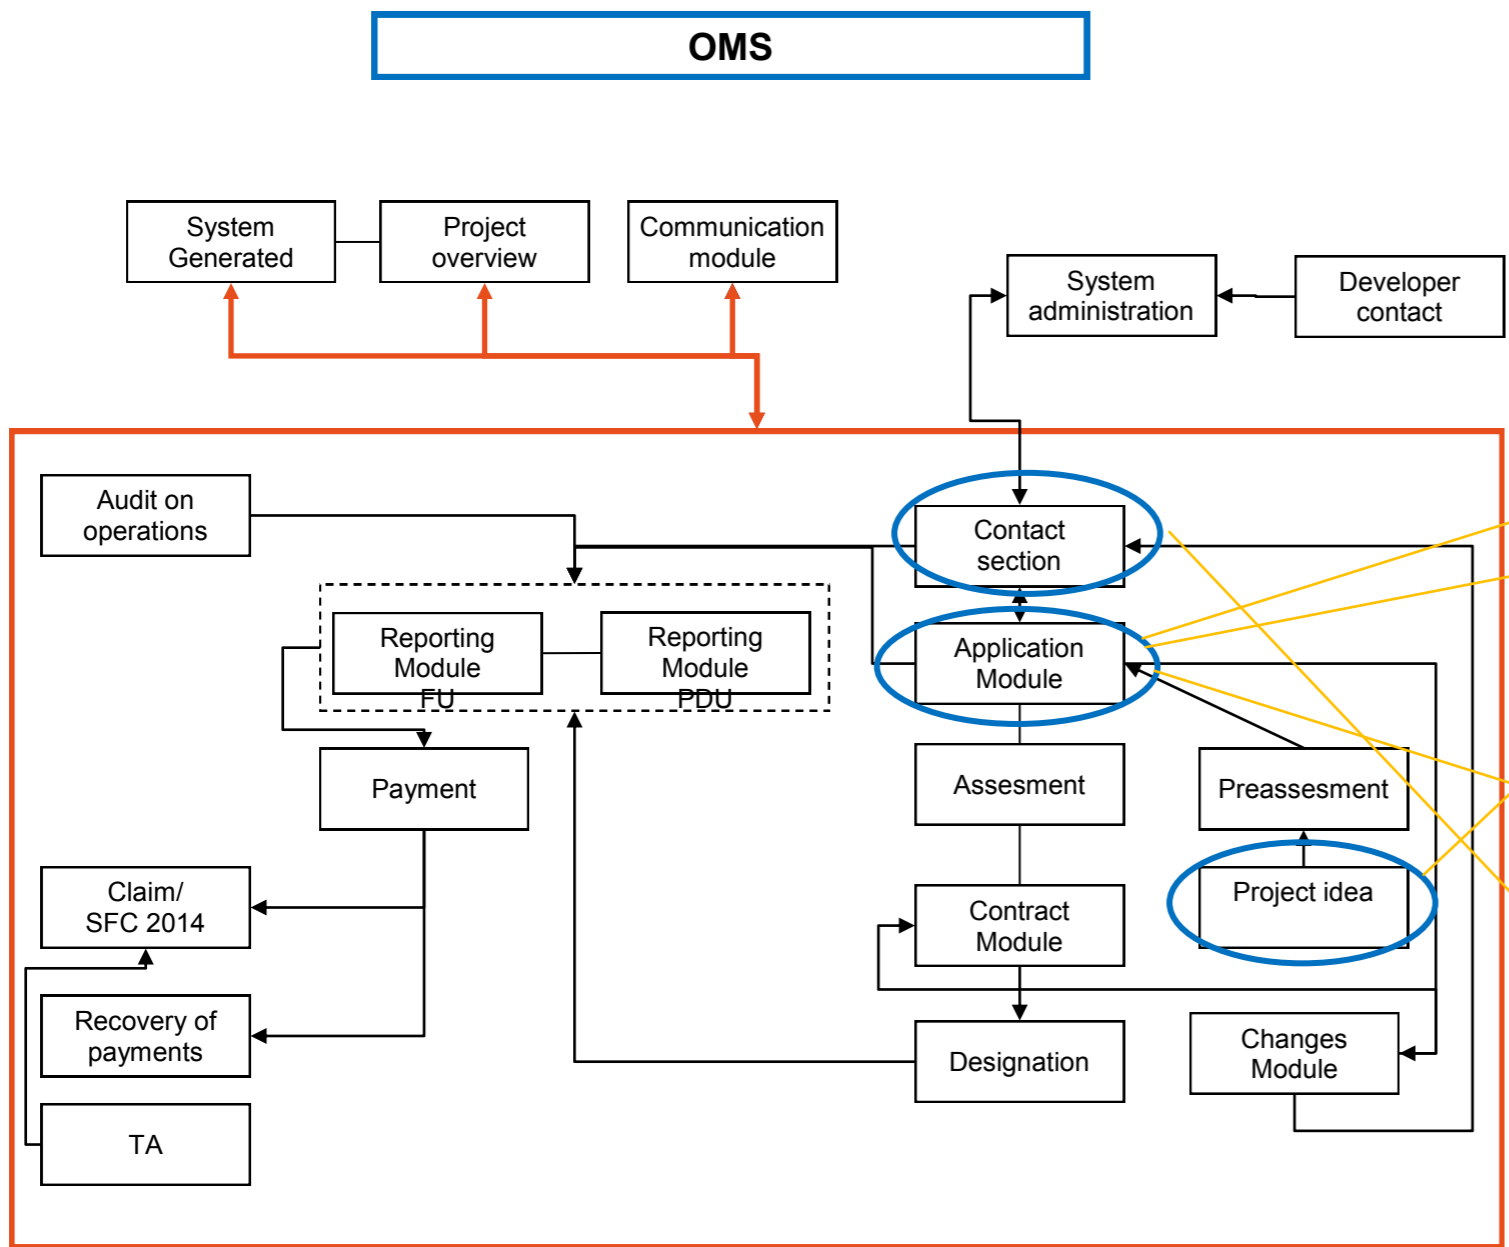 OMS
System
Generated
Project
overview
Communication
module
System
administration
Developer
contact
Audit on
operations
Contact
section
Reporting
Module
FU
Reporting
Module
PDU
Application
Module
Payment
Assesment
Preassesment
Claim/
SFC 2014
Contract
Module
Project idea
Recovery of
payments
Designation
Changes
Module
TA